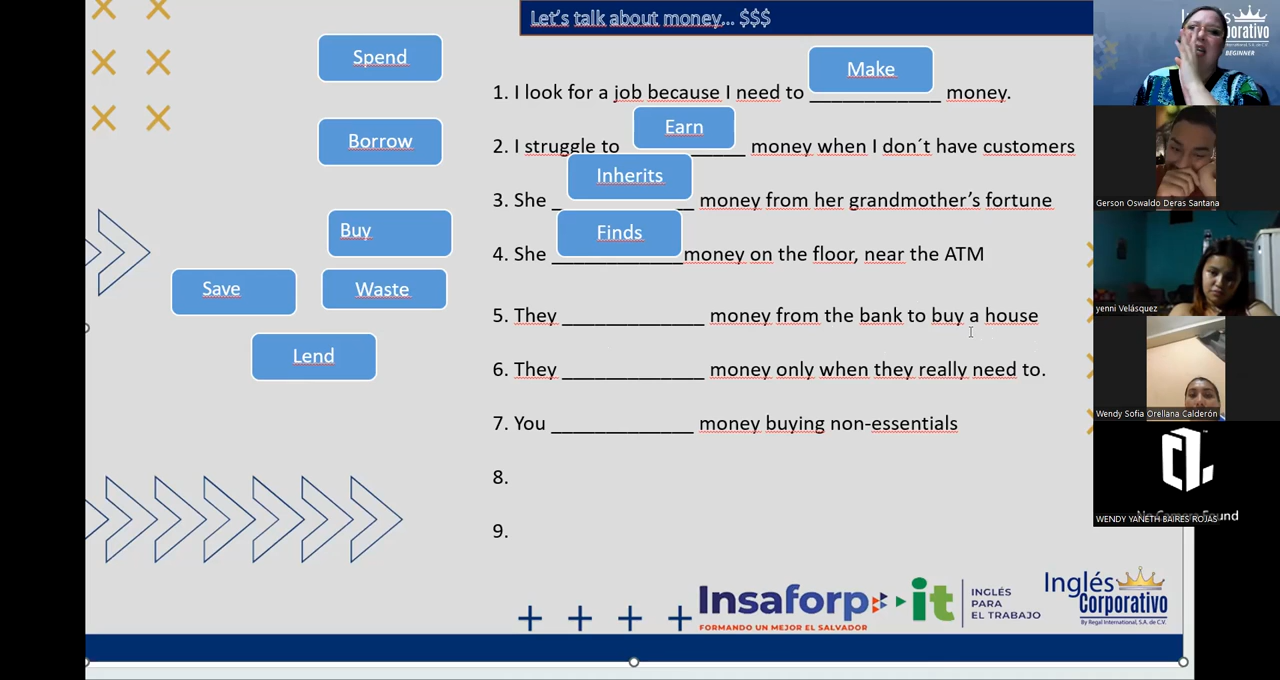 Let's talk about money... $$$
Spend
Borrow
Buy
Save
Waste
Lend
Make
1. I look for a job because I need to ____________ money.
Earn
2. I struggle to ____________ money when I don´t have customers
Inherits
3. She ____________ money from her grandmother's fortune
Finds
4. She ____________money on the floor, near the ATM
5. They ____________ money from the bank to buy a house
6. They ____________ money only when they really need to.
7. You ____________ money buying non-essentials
8.
9.
Insaforp
FORMANDO UN MEJOR EL SALVADOR
it
INGLÉS
PARA
EL TRABAJO
Inglés
Corporativo
By Regal International, S.A. de C.V.
BEGINNER
Gerson Oswaldo Deras Santana
yenni Velásquez
Wendy Sofia Orellana Calderón
WENDY YANETH BAIRES ROJAS